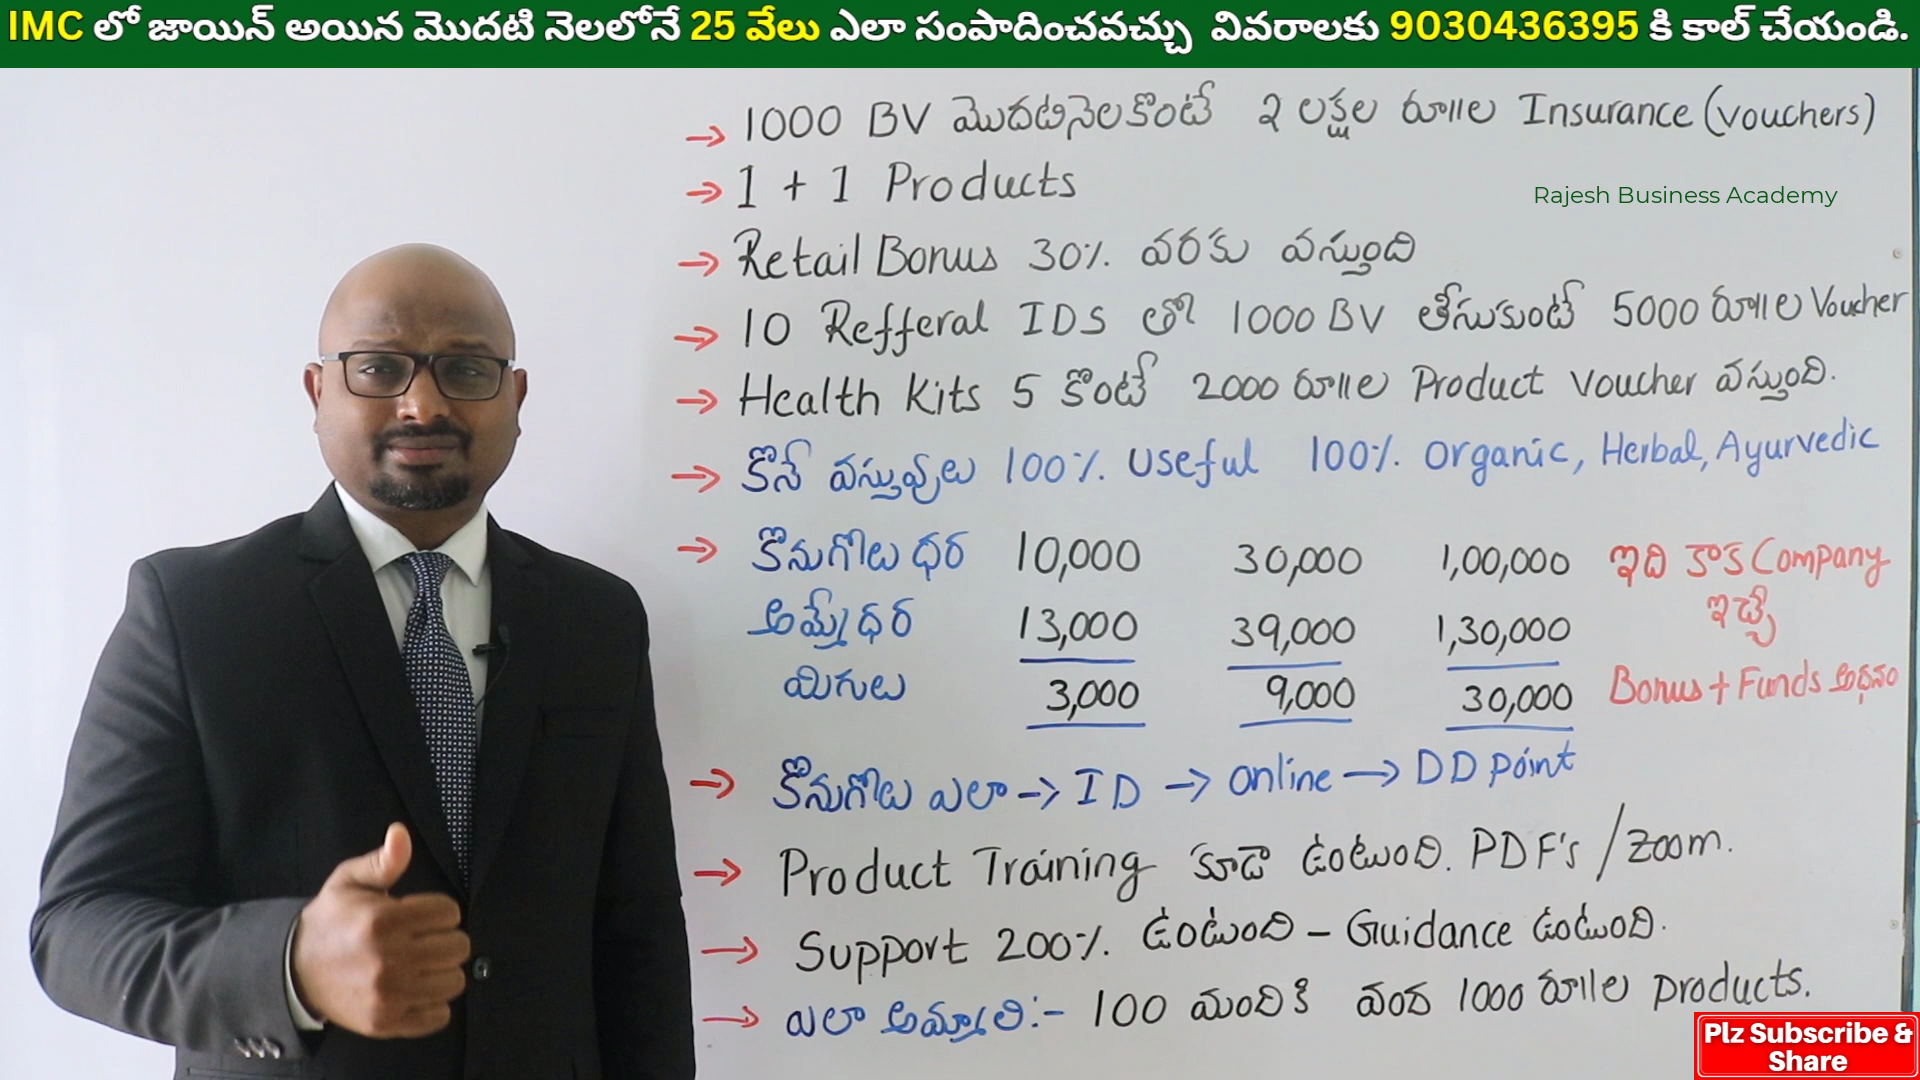 IMC లో జాయిన్ అయిన మొదటి నెలలోనే 25 వేలు ఎలా సంపాదించవచ్చు వివరాలకు 9030436395 కి కాల్ చేయండి.
→ 1000 BV మొదటినెలకొంటే 2 లక్షల రూ॥ల Insurance (vouchers)
→ 1 + 1 Products
Rajesh Business Academy
→ Retail Bonus 30%. వరకు వస్తుంది
→ 10 Refferal IDS తో 1000 BV తీసుకుంటే 5000 రూ॥ల Voucher
→ Health Kits 5 కొంటే 2000 రూ॥ల Product Voucher వస్తుంది.
→ కొనే వస్తువులు 100%. Useful 100%. Organic, Herbal, Ayurvedic
→ కొనుగోలు ధర 10,000 30,000 1,00,000 ఇది కాక Company
ఇచ్చే
అమ్మే ధర 13,000 39,000 1,30,000
మిగులు 3,000 9,000 30,000 Bonus + Funds అధనం
→ కొనుగోలు ఎలా → ID → Online → DD Point
→ Product Training కూడా ఉంటుంది. PDF's / Zoom.
→ Support 200%. ఉంటుంది – Guidance ఉంటుంది.
→ ఎలా అమ్మాలి:- 100 మందికి వంద 1000 రూ॥ల products.
Plz Subscribe &
Share